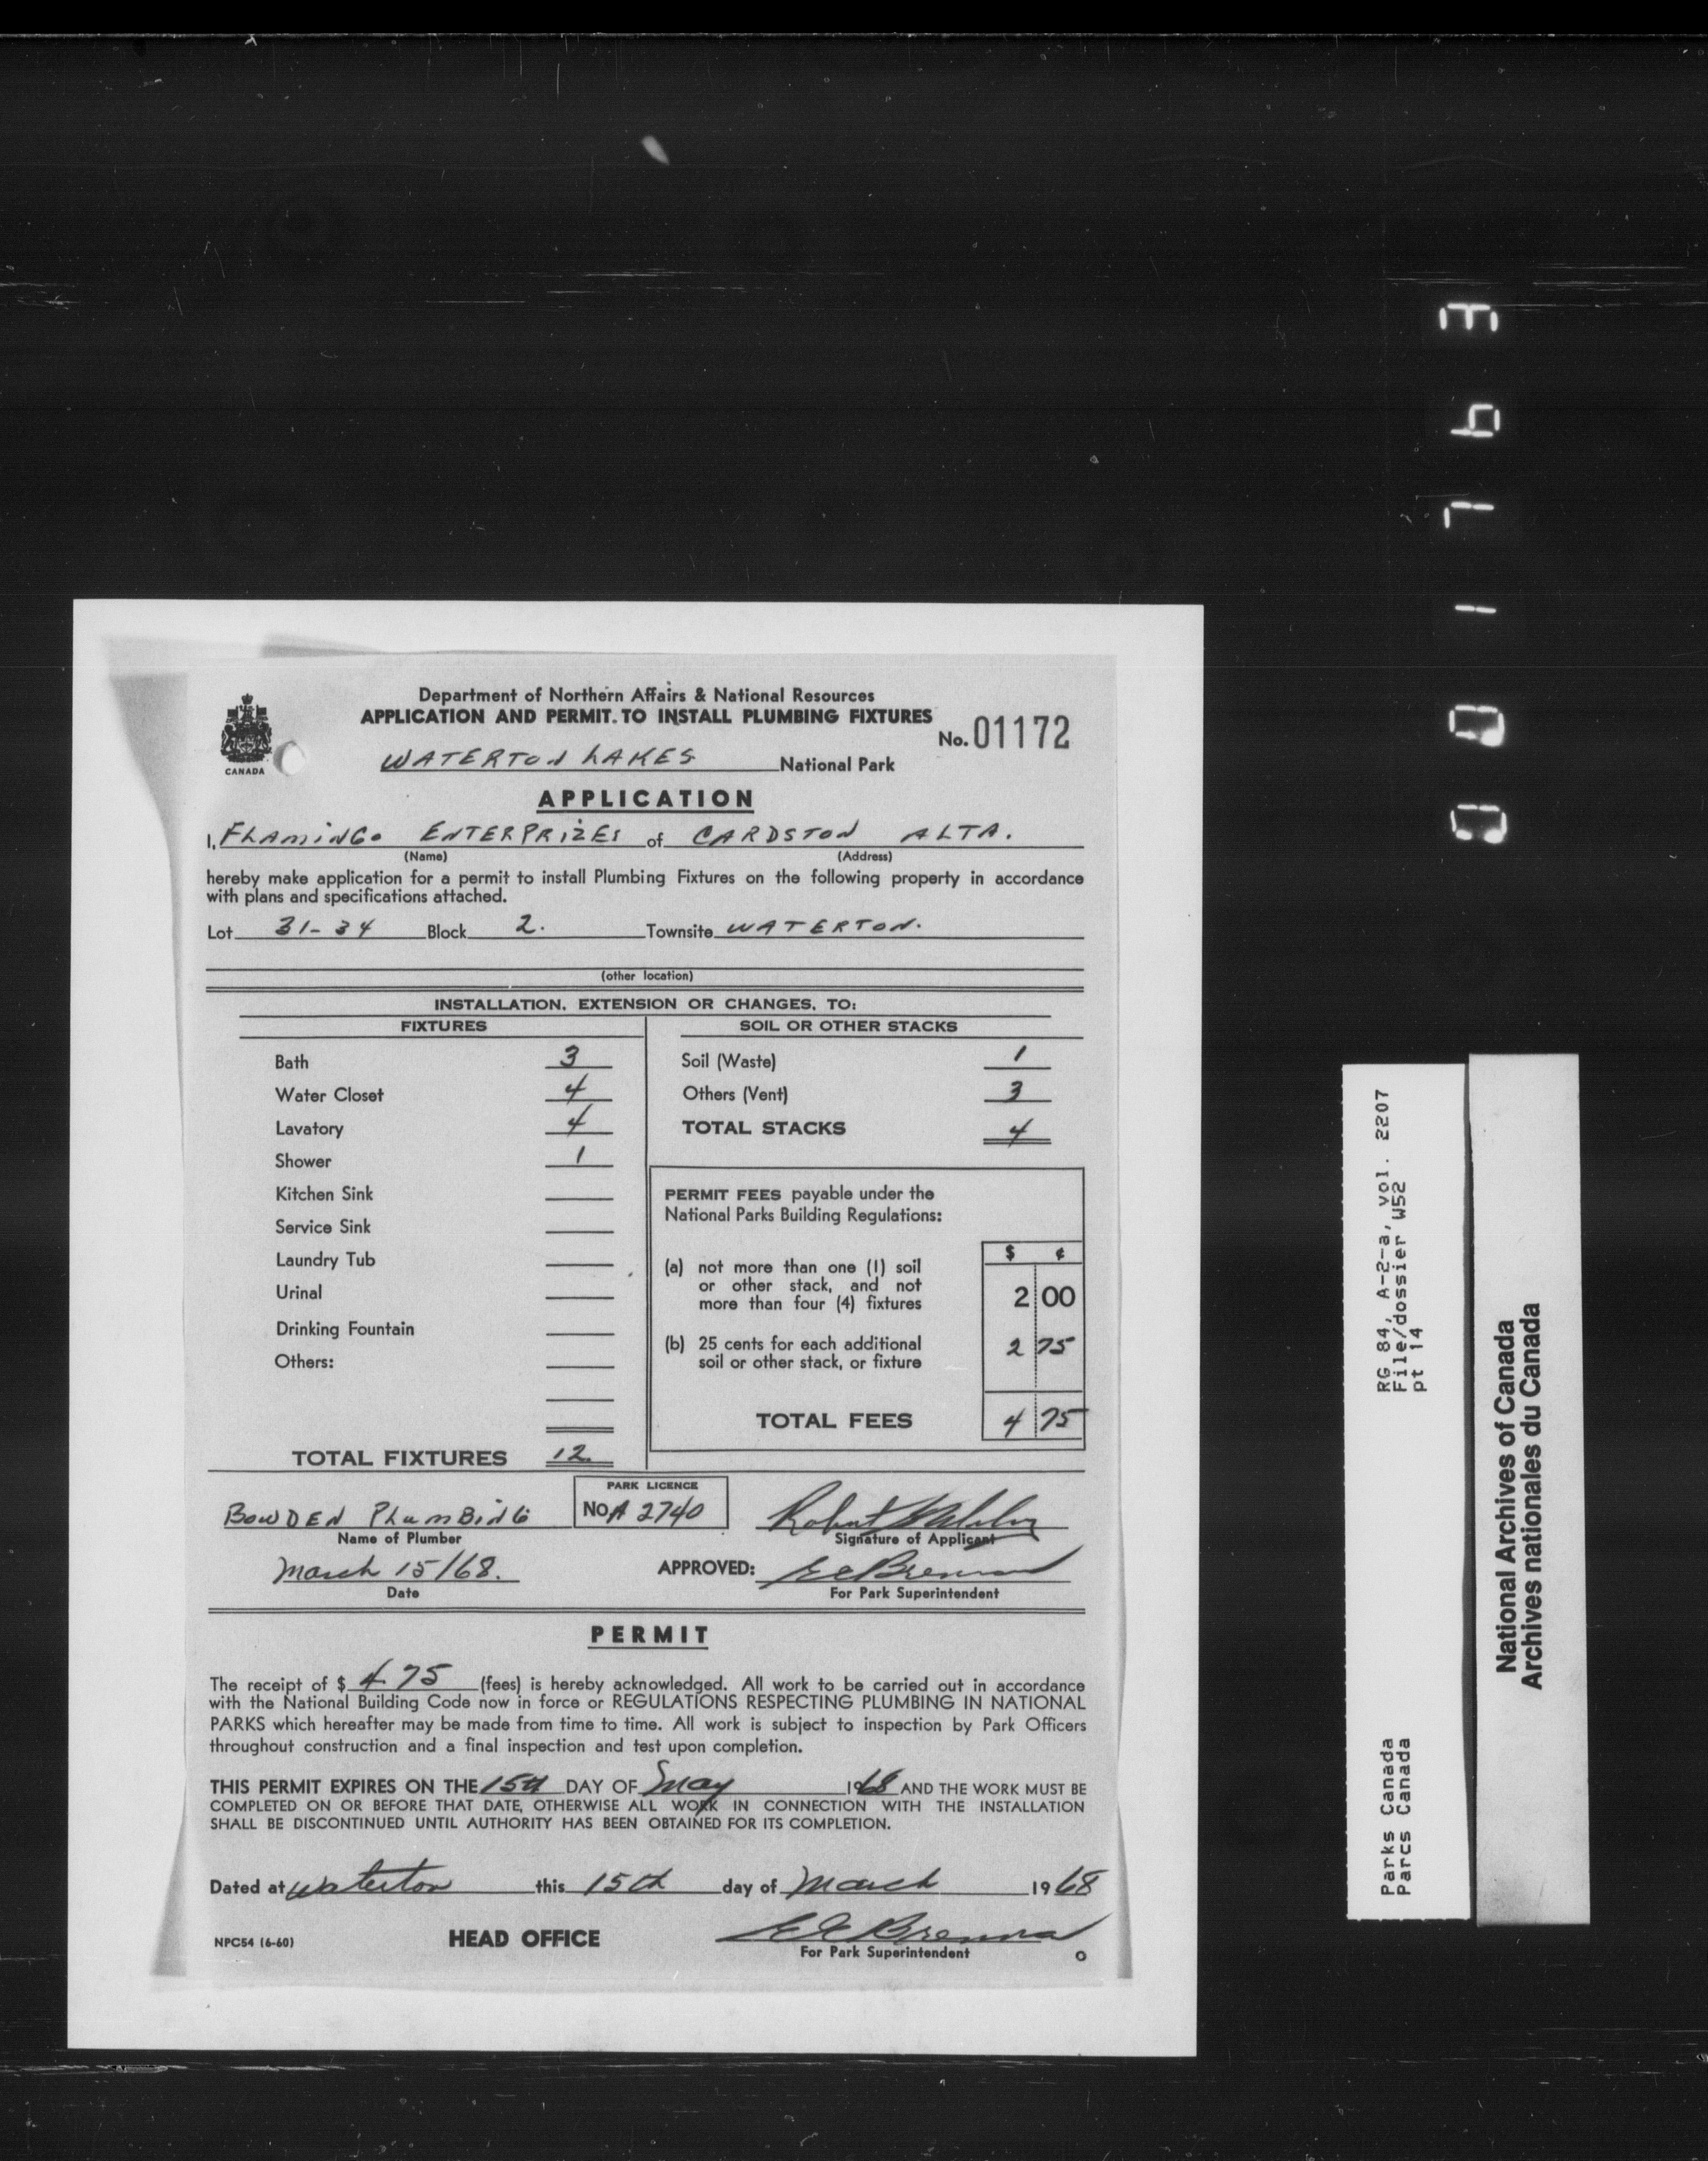 Department of Northern Affairs & National Resources
APPLICATION AND PERMIT TO INSTALL PLUMBING FIXTURES
No. 01172
CANADA
WATERTON LAKES National Park
APPLICATION
I, FLAMINGO ENTERPRIZES of CARDSTON ALTA.
(Name) (Address)
hereby make application for a permit to install Plumbing Fixtures on the following property in accordance
with plans and specifications attached.
Lot 31-34 Block 2. Townsite WATERTON.
(other location)
INSTALLATION, EXTENSION OR CHANGES, TO:
FIXTURES
Bath 3
Water Closet 4
Lavatory 4
Shower 1
Kitchen Sink
Service Sink
Laundry Tub
Urinal
Drinking Fountain
Others:
TOTAL FIXTURES 12
SOIL OR OTHER STACKS
Soil (Waste) 1
Others (Vent) 3
TOTAL STACKS 4
PERMIT FEES payable under the
National Parks Building Regulations:
$ ¢
(a) not more than one (1) soil
or other stack, and not
more than four (4) fixtures 2 00
(b) 25 cents for each additional
soil or other stack, or fixture 2 75
TOTAL FEES 4 75
BOWDEN PLUMBING
Name of Plumber
PARK LICENCE
No A 2740
Robert
Signature of Applicant
March 15/68.
Date
APPROVED: E E Brennan
For Park Superintendent
PERMIT
The receipt of $ 4 75 (fees) is hereby acknowledged. All work to be carried out in accordance
with the National Building Code now in force or REGULATIONS RESPECTING PLUMBING IN NATIONAL
PARKS which hereafter may be made from time to time. All work is subject to inspection by Park Officers
throughout construction and a final inspection and test upon completion.
THIS PERMIT EXPIRES ON THE 15th DAY OF May 1968 AND THE WORK MUST BE
COMPLETED ON OR BEFORE THAT DATE, OTHERWISE ALL WORK IN CONNECTION WITH THE INSTALLATION
SHALL BE DISCONTINUED UNTIL AUTHORITY HAS BEEN OBTAINED FOR ITS COMPLETION.
Dated at Waterton this 15th day of March 1968
E E Brennan
NPC54 (6-60) HEAD OFFICE For Park Superintendent
Parks Canada RG 84, A-2-a, vol. 2207
Parcs Canada File/dossier W52
pt 14
National Archives of Canada
Archives nationales du Canada